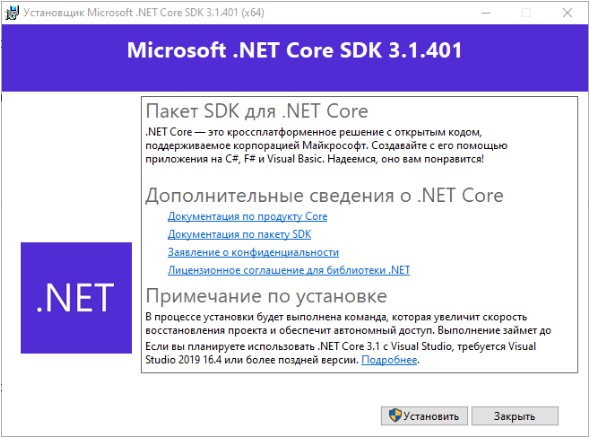 Установщик Microsoft .NET Core SDK 3.1.401 (x64)
Microsoft .NET Core SDK 3.1.401
Пакет SDK для .NET Core
.NET Core — это кроссплатформенное решение с открытым кодом,
поддерживаемое корпорацией Майкрософт. Создавайте с его помощью
приложения на C#, F# и Visual Basic. Надеемся, оно вам понравится!
Дополнительные сведения о .NET Core
Документация по продукту Core
Документация по пакету SDK
Заявление о конфиденциальности
Лицензионное соглашение для библиотеки .NET
.NET
Примечание по установке
В процессе установки будет выполнена команда, которая увеличит скорость
восстановления проекта и обеспечит автономный доступ. Выполнение займет до
Если вы планируете использовать .NET Core 3.1 с Visual Studio, требуется Visual
Studio 2019 16.4 или более поздней версии. Подробнее.
Установить
Закрыть